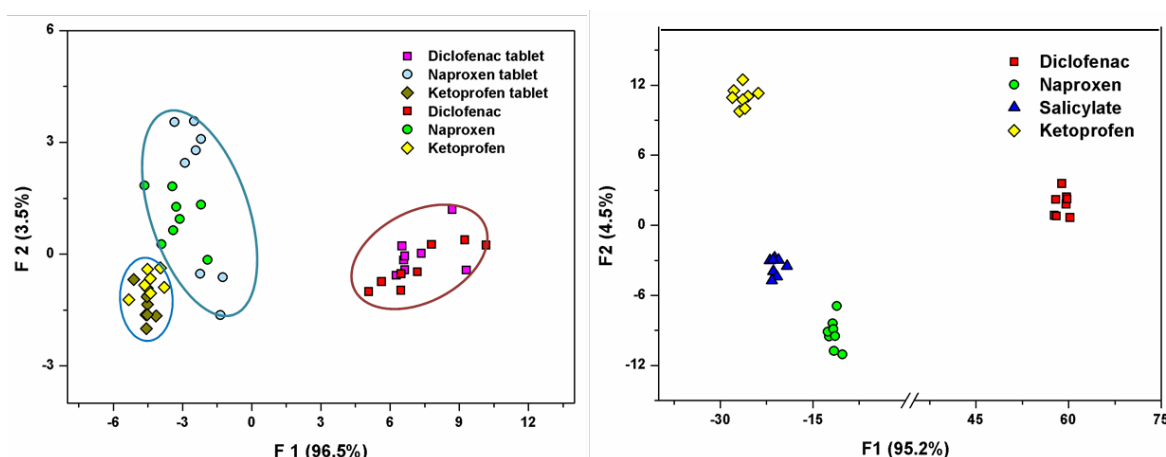 6
3
0
-3
F 2 (3.5%)
-6
-3
0
3
6
9
12
F 1 (96.5%)
Diclofenac tablet
Naproxen tablet
Ketoprofen tablet
Diclofenac
Naproxen
Ketoprofen
12
6
0
-6
-12
F2 (4.5%)
-30
-15
45
60
75
F1 (95.2%)
Diclofenac
Naproxen
Salicylate
Ketoprofen